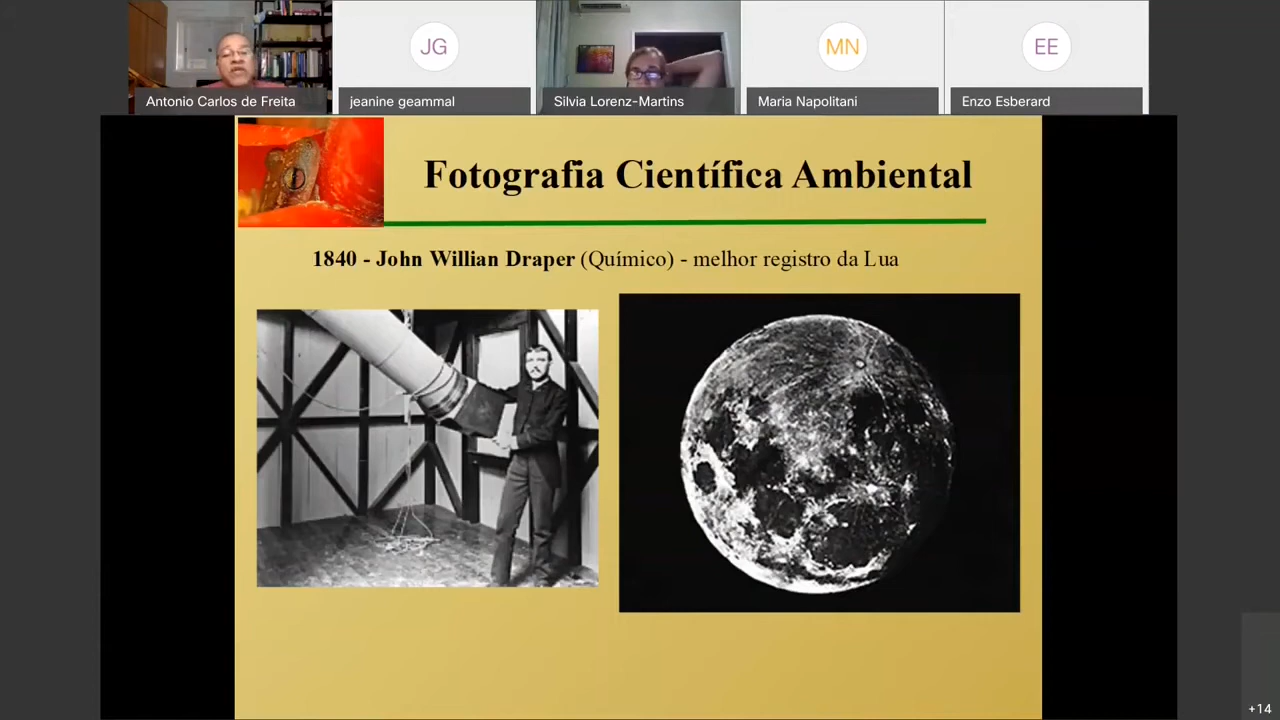 JG
MN
EE
Antonio Carlos de Freita
jeanine geammal
Silvia Lorenz-Martins
Maria Napolitani
Enzo Esberard
Fotografia Científica Ambiental
1840 - John Willian Draper (Químico) - melhor registro da Lua
+14